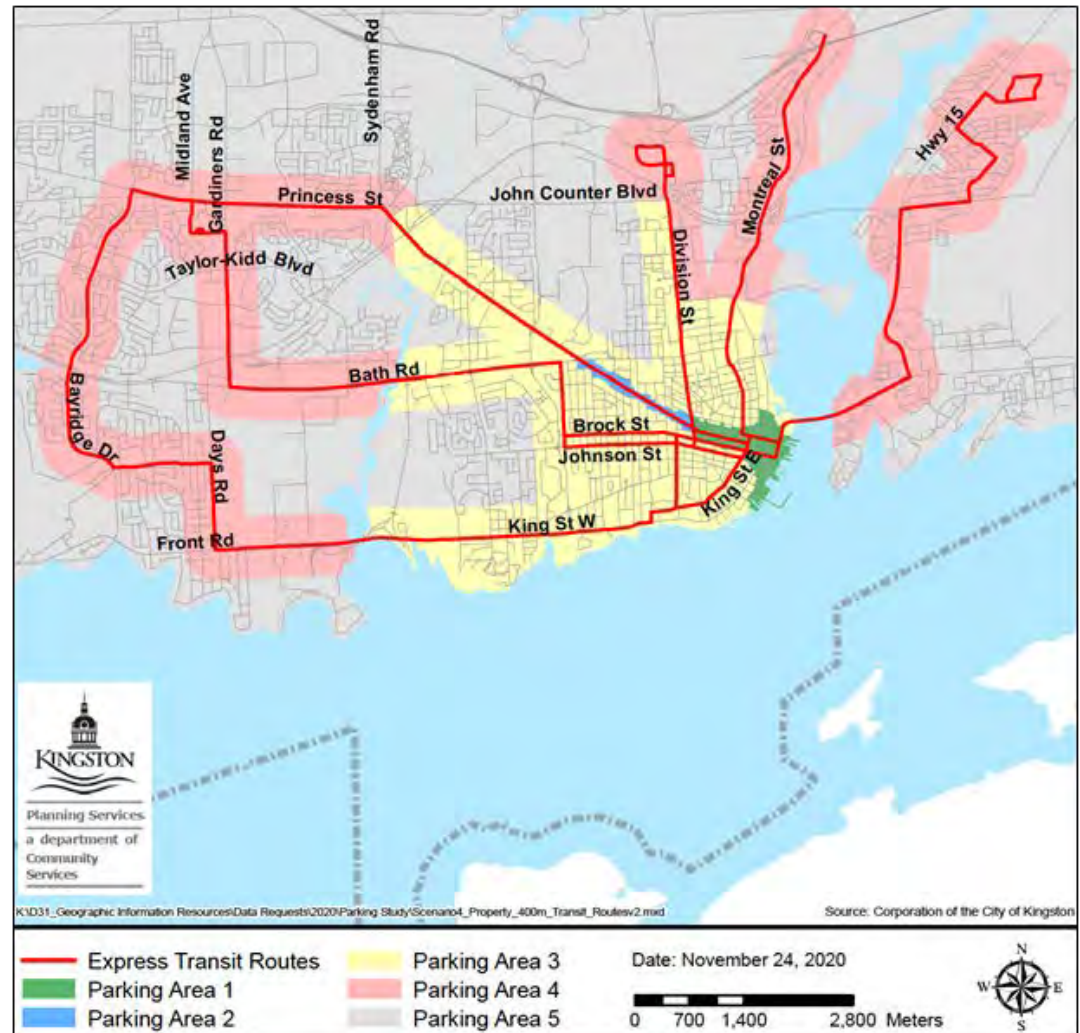 Midland Ave
Gardiners Rd
Sydenham Rd
Princess St
John Counter Blvd
Division St
Montreal St
Hwy 15
Taylor-Kidd Blvd
Bath Rd
Bayridge Dr
Days Rd
Brock St
Johnson St
King St E
King St W
Front Rd
KINGSTON
Planning Services
a department of
Community
Services
K:\D31_Geographic Information Resources\Data Requests\2020\Parking Study\Scenario4_Property_400m_Transit_Routesv2.mxd
Source: Corporation of the City of Kingston
Express Transit Routes
Parking Area 1
Parking Area 2
Parking Area 3
Parking Area 4
Parking Area 5
Date: November 24, 2020
0 700 1,400 2,800 Meters
N
W E
S